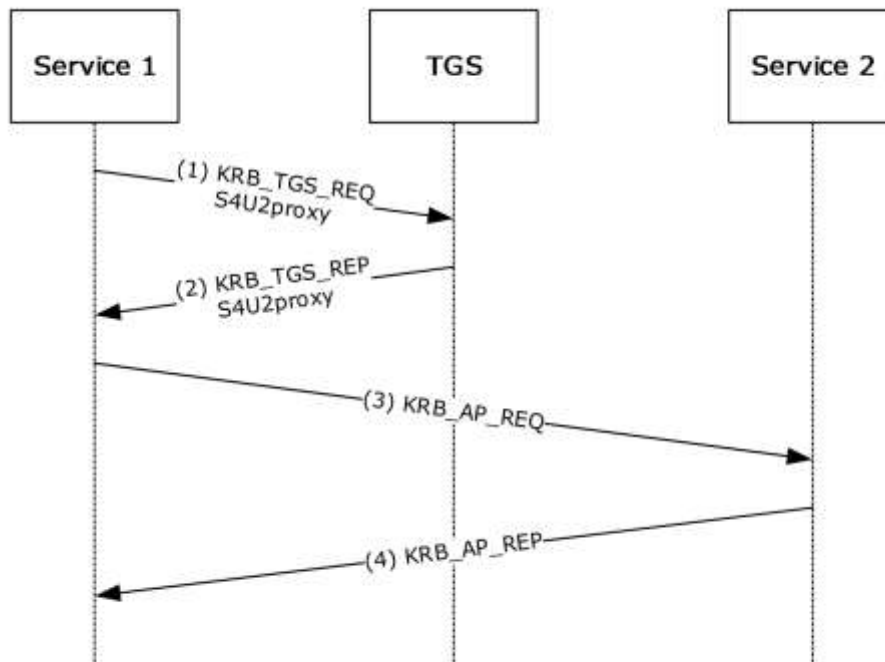 Service 1
TGS
Service 2
(1) KRB_TGS_REQ
S4U2proxy
(2) KRB_TGS_REP
S4U2proxy
(3) KRB_AP_REQ
(4) KRB_AP_REP